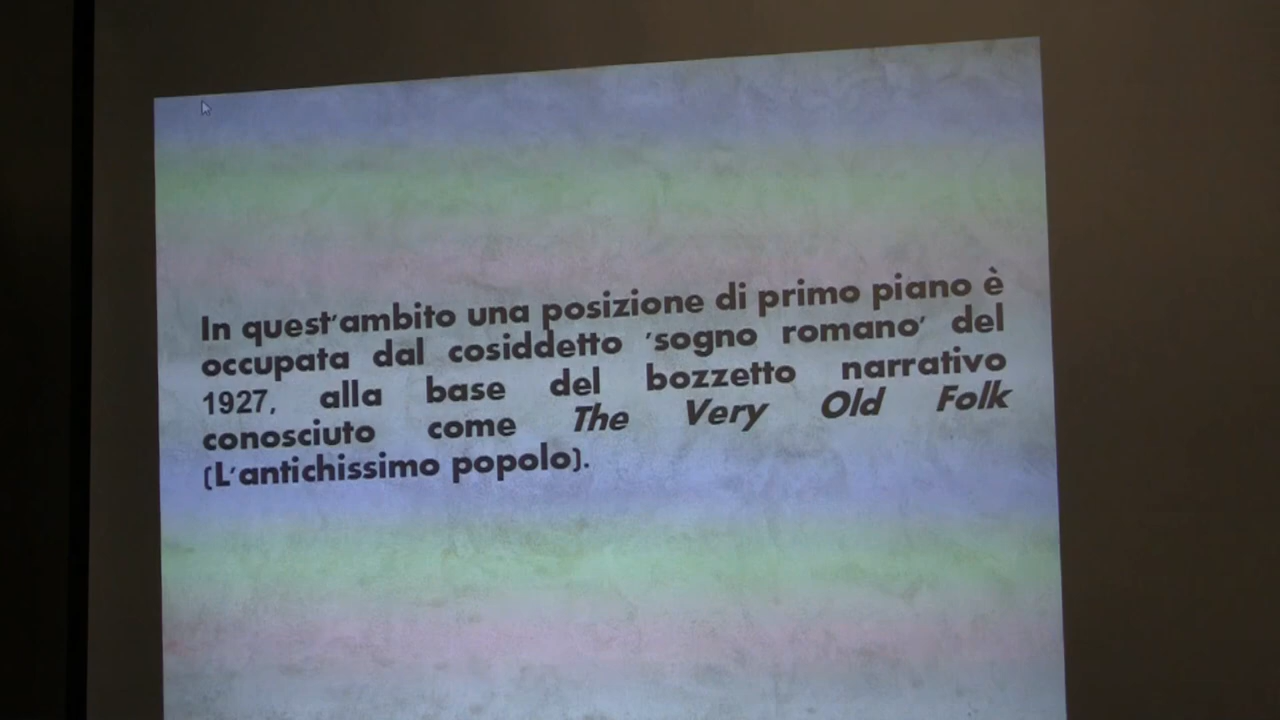 In quest'ambito una posizione di primo piano è
occupata dal cosiddetto 'sogno romano' del
1927, alla base del bozzetto narrativo
conosciuto come The Very Old Folk
(L'antichissimo popolo).